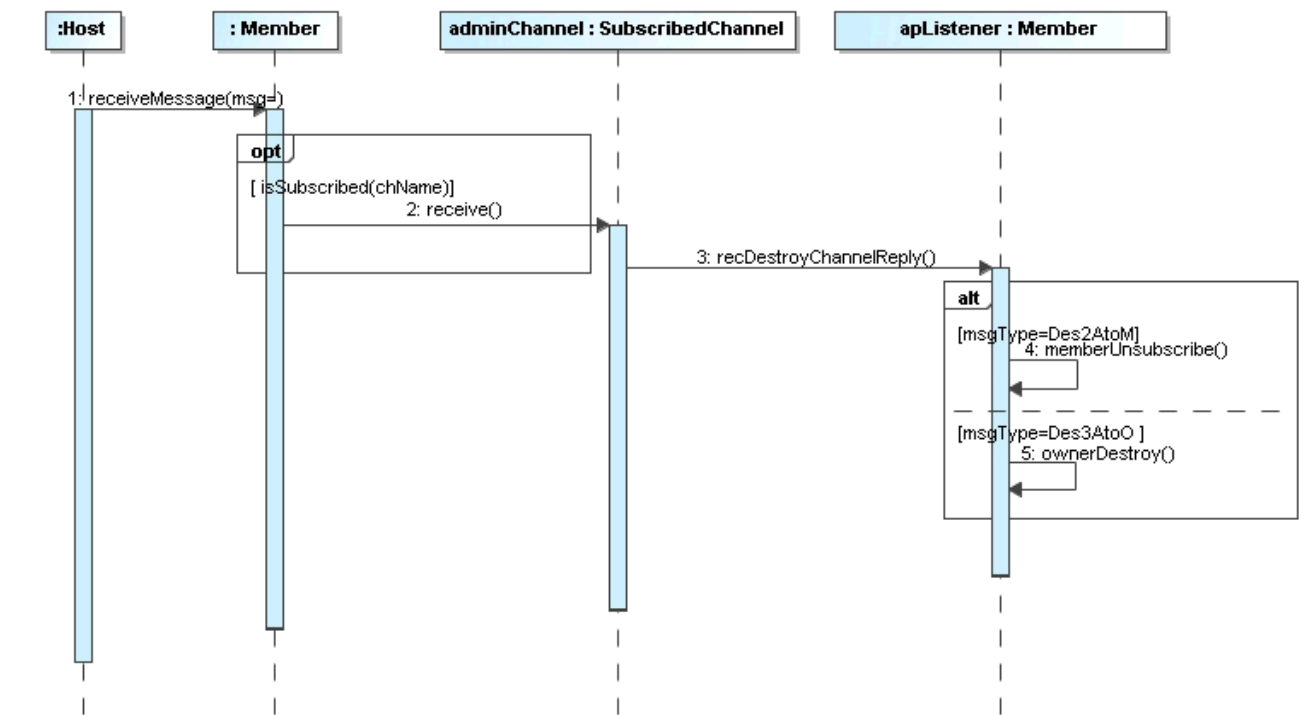 :Host
: Member
adminChannel : SubscribedChannel
apListener : Member
1: receiveMessage(msg=)
opt
[ isSubscribed(chName)]
2: receive()
3: recDestroyChannelReply()
alt
[msgType=Des2AtoM]
4: memberUnsubscribe()
[msgType=Des3AtoO ]
5: ownerDestroy()